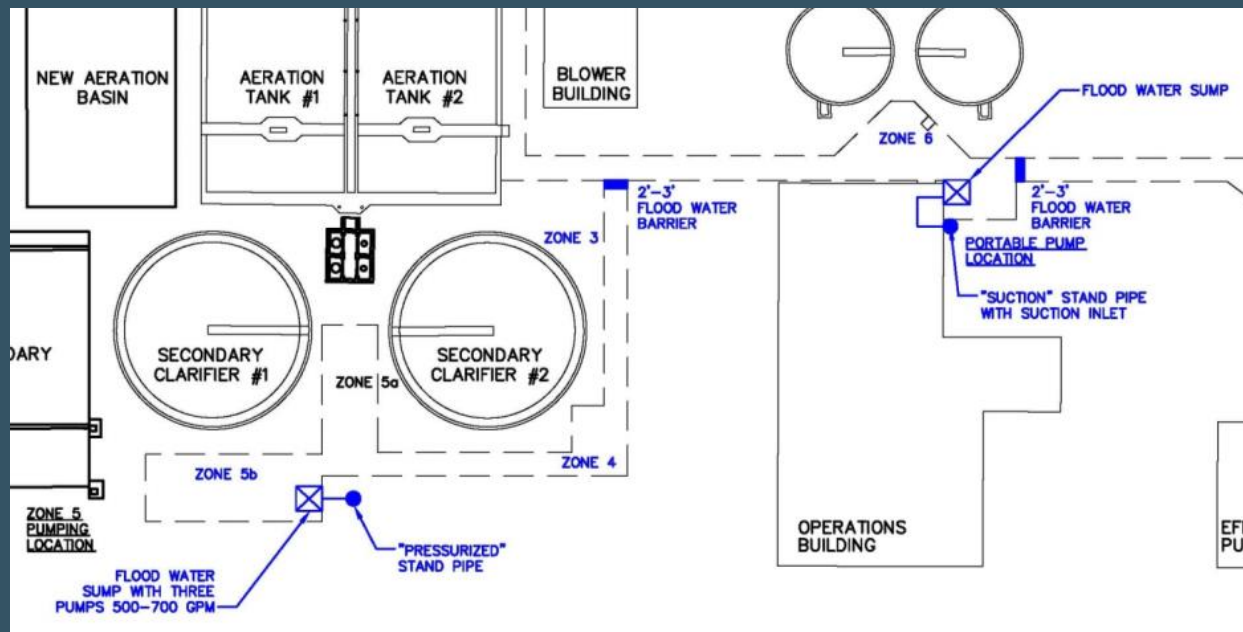 NEW AERATION
BASIN
AERATION
TANK #1
AERATION
TANK #2
BLOWER
BUILDING
FLOOD WATER SUMP
ZONE 6
2'-3'
FLOOD WATER
BARRIER
2'-3'
FLOOD WATER
BARRIER
ZONE 3
PORTABLE PUMP
LOCATION
"SUCTION" STAND PIPE
WITH SUCTION INLET
DARY
SECONDARY
CLARIFIER #1
ZONE 5a
SECONDARY
CLARIFIER #2
ZONE 5b
ZONE 4
ZONE 5
PUMPING
LOCATION
"PRESSURIZED"
STAND PIPE
FLOOD WATER
SUMP WITH THREE
PUMPS 500-700 GPM
OPERATIONS
BUILDING
EF
PU